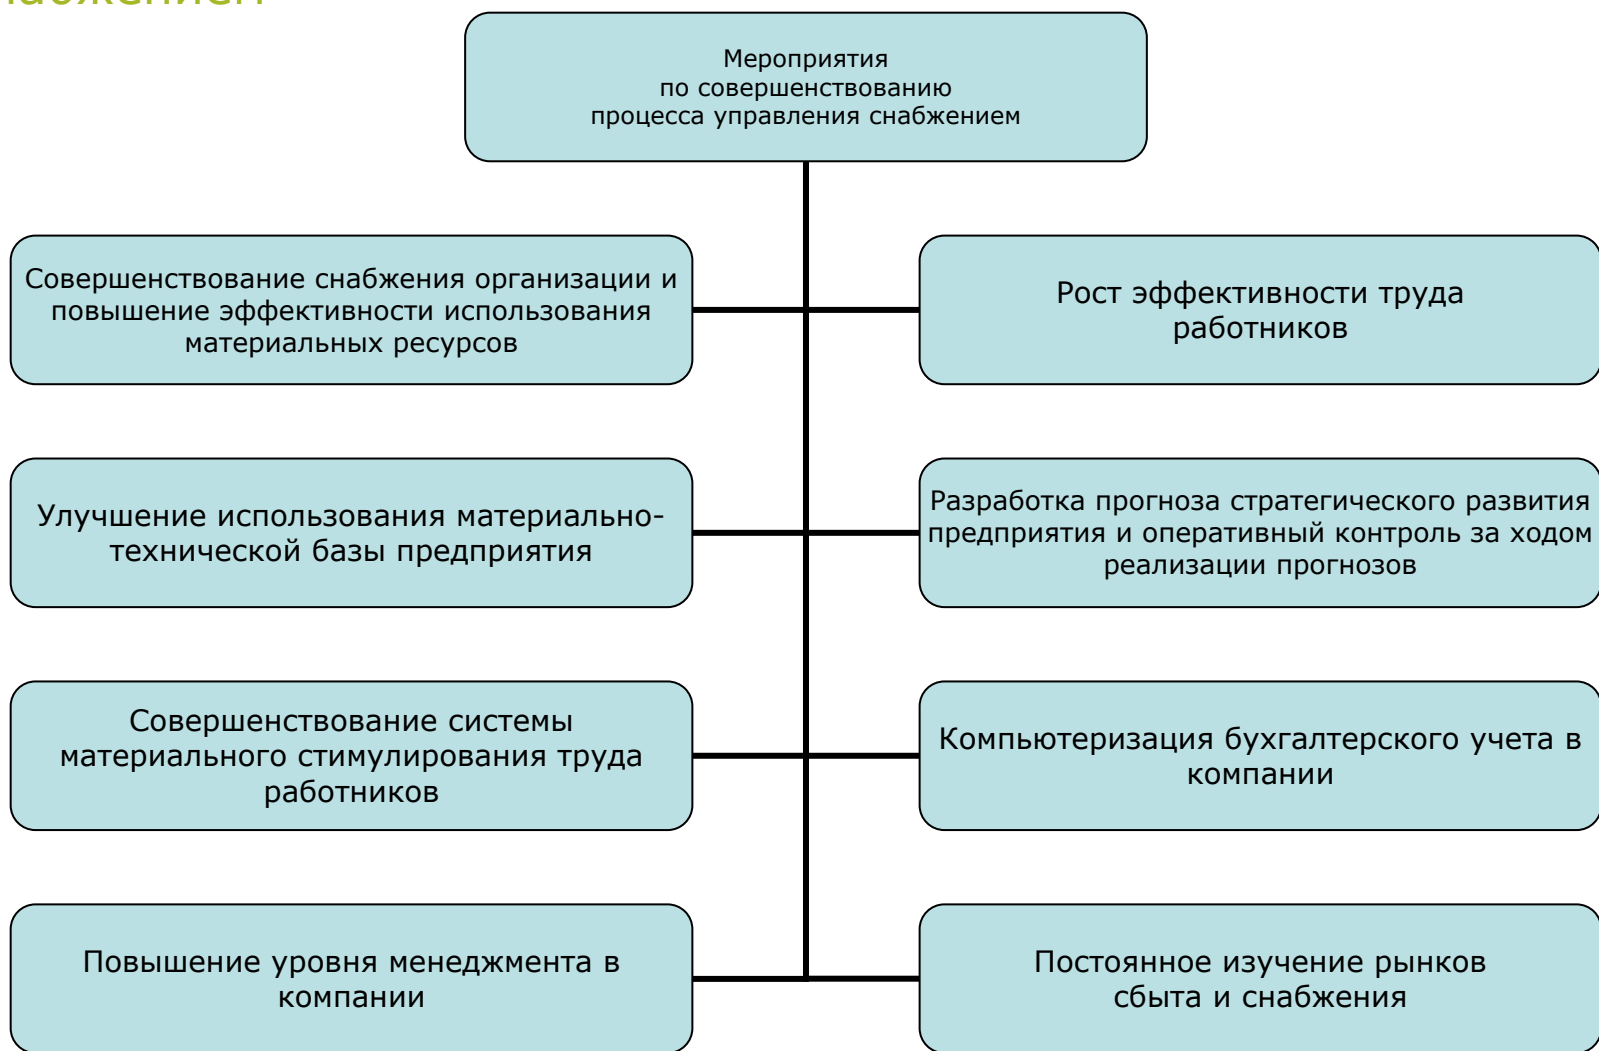 Мероприятия
по совершенствованию
процесса управления снабжением
Совершенствование снабжения организации и
повышение эффективности использования
материальных ресурсов
Рост эффективности труда
работников
Улучшение использования материально-
технической базы предприятия
Разработка прогноза стратегического развития
предприятия и оперативный контроль за ходом
реализации прогнозов
Совершенствование системы
материального стимулирования труда
работников
Компьютеризация бухгалтерского учета в
компании
Повышение уровня менеджмента в
компании
Постоянное изучение рынков
сбыта и снабжения